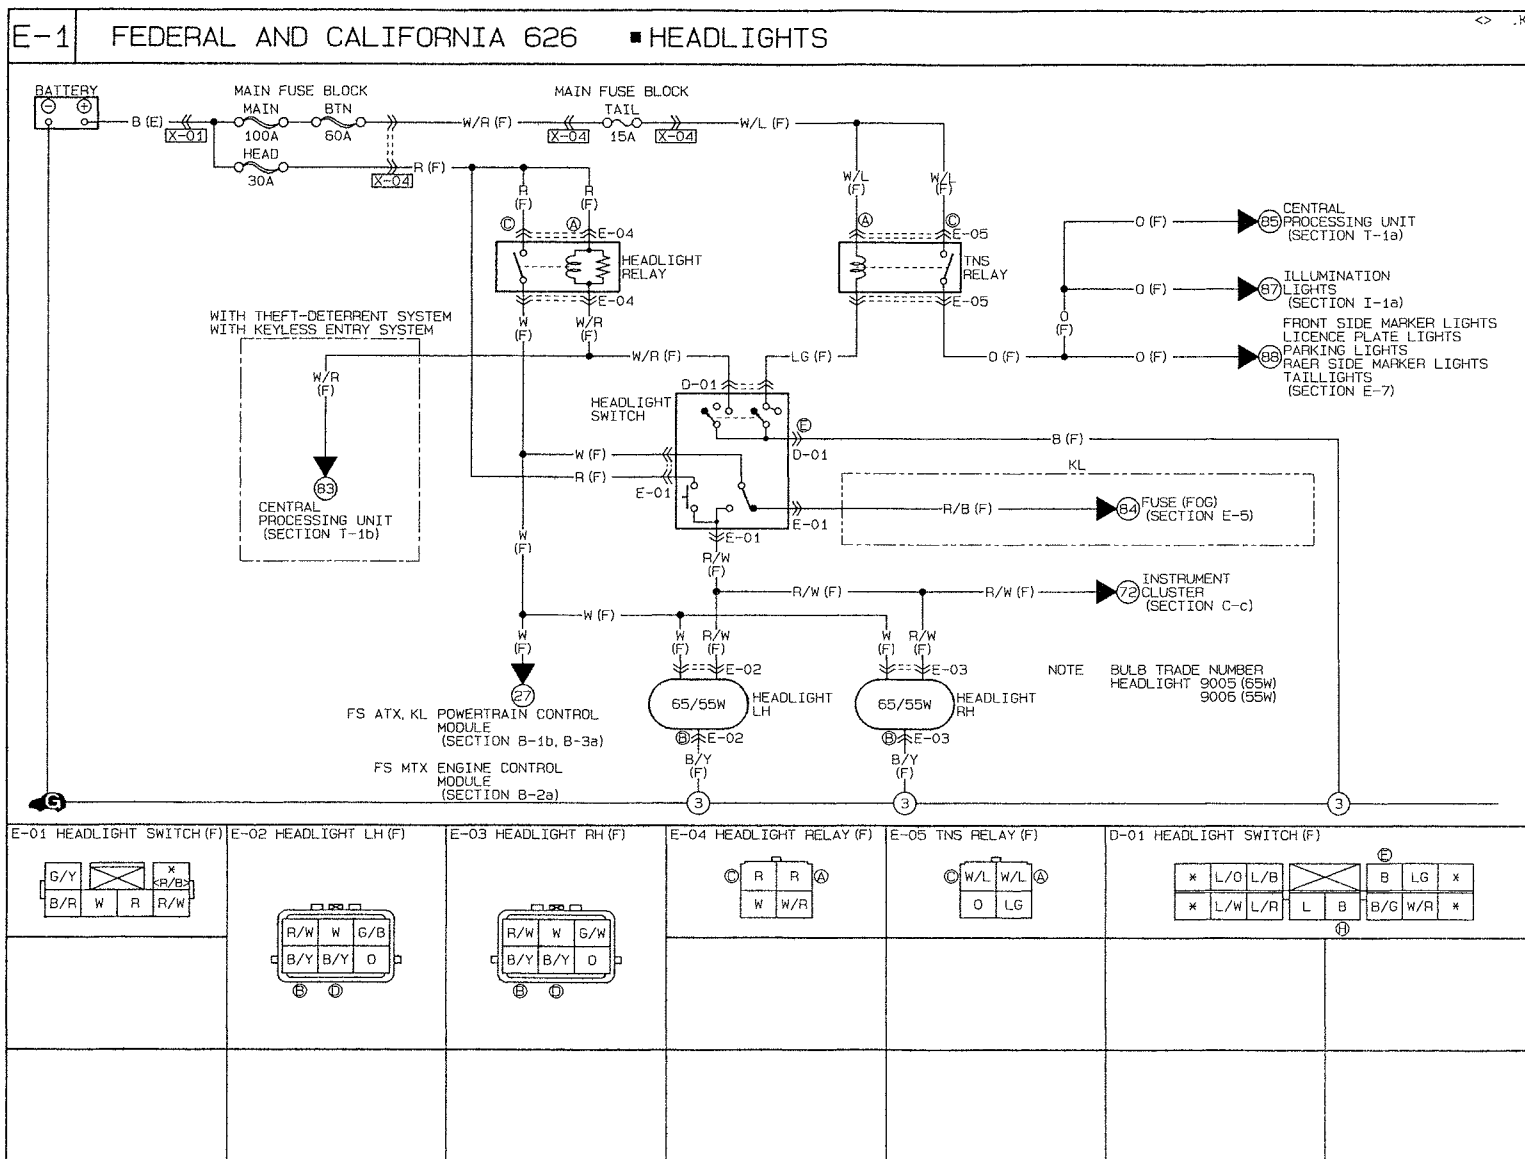 <> .K
E-1 FEDERAL AND CALIFORNIA 626 ■HEADLIGHTS
BATTERY
⊖ ⊕
MAIN FUSE BLOCK
MAIN BTN
B(E)
X-01
100A 60A
HEAD
30A
X-04
R(F)
W/R(F)
MAIN FUSE BLOCK
TAIL
X-04 15A X-04
W/L(F)
R
(F)
R
(F)
W/L
(F)
W/L
(F)
Ⓒ Ⓐ E-04
HEADLIGHT
RELAY
E-04
Ⓐ Ⓒ E-05
TNS
RELAY
E-05
O(F)
85 CENTRAL
PROCESSING UNIT
(SECTION T-1a)
O(F)
87 ILLUMINATION
LIGHTS
(SECTION I-1a)
O
(F)
O(F)
O(F)
FRONT SIDE MARKER LIGHTS
LICENCE PLATE LIGHTS
88 PARKING LIGHTS
RAER SIDE MARKER LIGHTS
TAILLIGHTS
(SECTION E-7)
WITH THEFT-DETERRENT SYSTEM
WITH KEYLESS ENTRY SYSTEM
W
(F)
W/R
(F)
W/R(F)
LG(F)
W/R
(F)
83
CENTRAL
PROCESSING UNIT
(SECTION T-1b)
D-01
HEADLIGHT
SWITCH
Ⓔ
D-01
B(F)
W(F)
R(F)
E-01
E-01
E-01
KL
R/B(F)
84 FUSE(FOG)
(SECTION E-5)
W
(F)
R/W
(F)
R/W(F)
R/W(F)
72 INSTRUMENT
CLUSTER
(SECTION C-c)
W(F)
W
(F)
W
(F)
R/W
(F)
W
(F)
R/W
(F)
E-02
E-03
27
FS ATX, KL POWERTRAIN CONTROL
MODULE
(SECTION B-1b, B-3a)
FS MTX ENGINE CONTROL
MODULE
(SECTION B-2a)
65/55W
HEADLIGHT
LH
65/55W
HEADLIGHT
RH
NOTE BULB TRADE NUMBER
HEADLIGHT 9005(65W)
9006(55W)
Ⓑ E-02
Ⓑ E-03
B/Y
(F)
B/Y
(F)
G
3
3
3
E-01 HEADLIGHT SWITCH(F)
G/Y *
<R/B>
B/R W R R/W
E-02 HEADLIGHT LH(F)
R/W W G/B
B/Y B/Y O
Ⓑ Ⓓ
E-03 HEADLIGHT RH(F)
R/W W G/W
B/Y B/Y O
Ⓑ Ⓓ
E-04 HEADLIGHT RELAY(F)
Ⓒ R R Ⓐ
W W/R
E-05 TNS RELAY(F)
Ⓒ W/L W/L Ⓐ
O LG
D-01 HEADLIGHT SWITCH(F)
Ⓔ
* L/O L/B B LG *
* L/W L/R L B B/G W/R *
Ⓗ